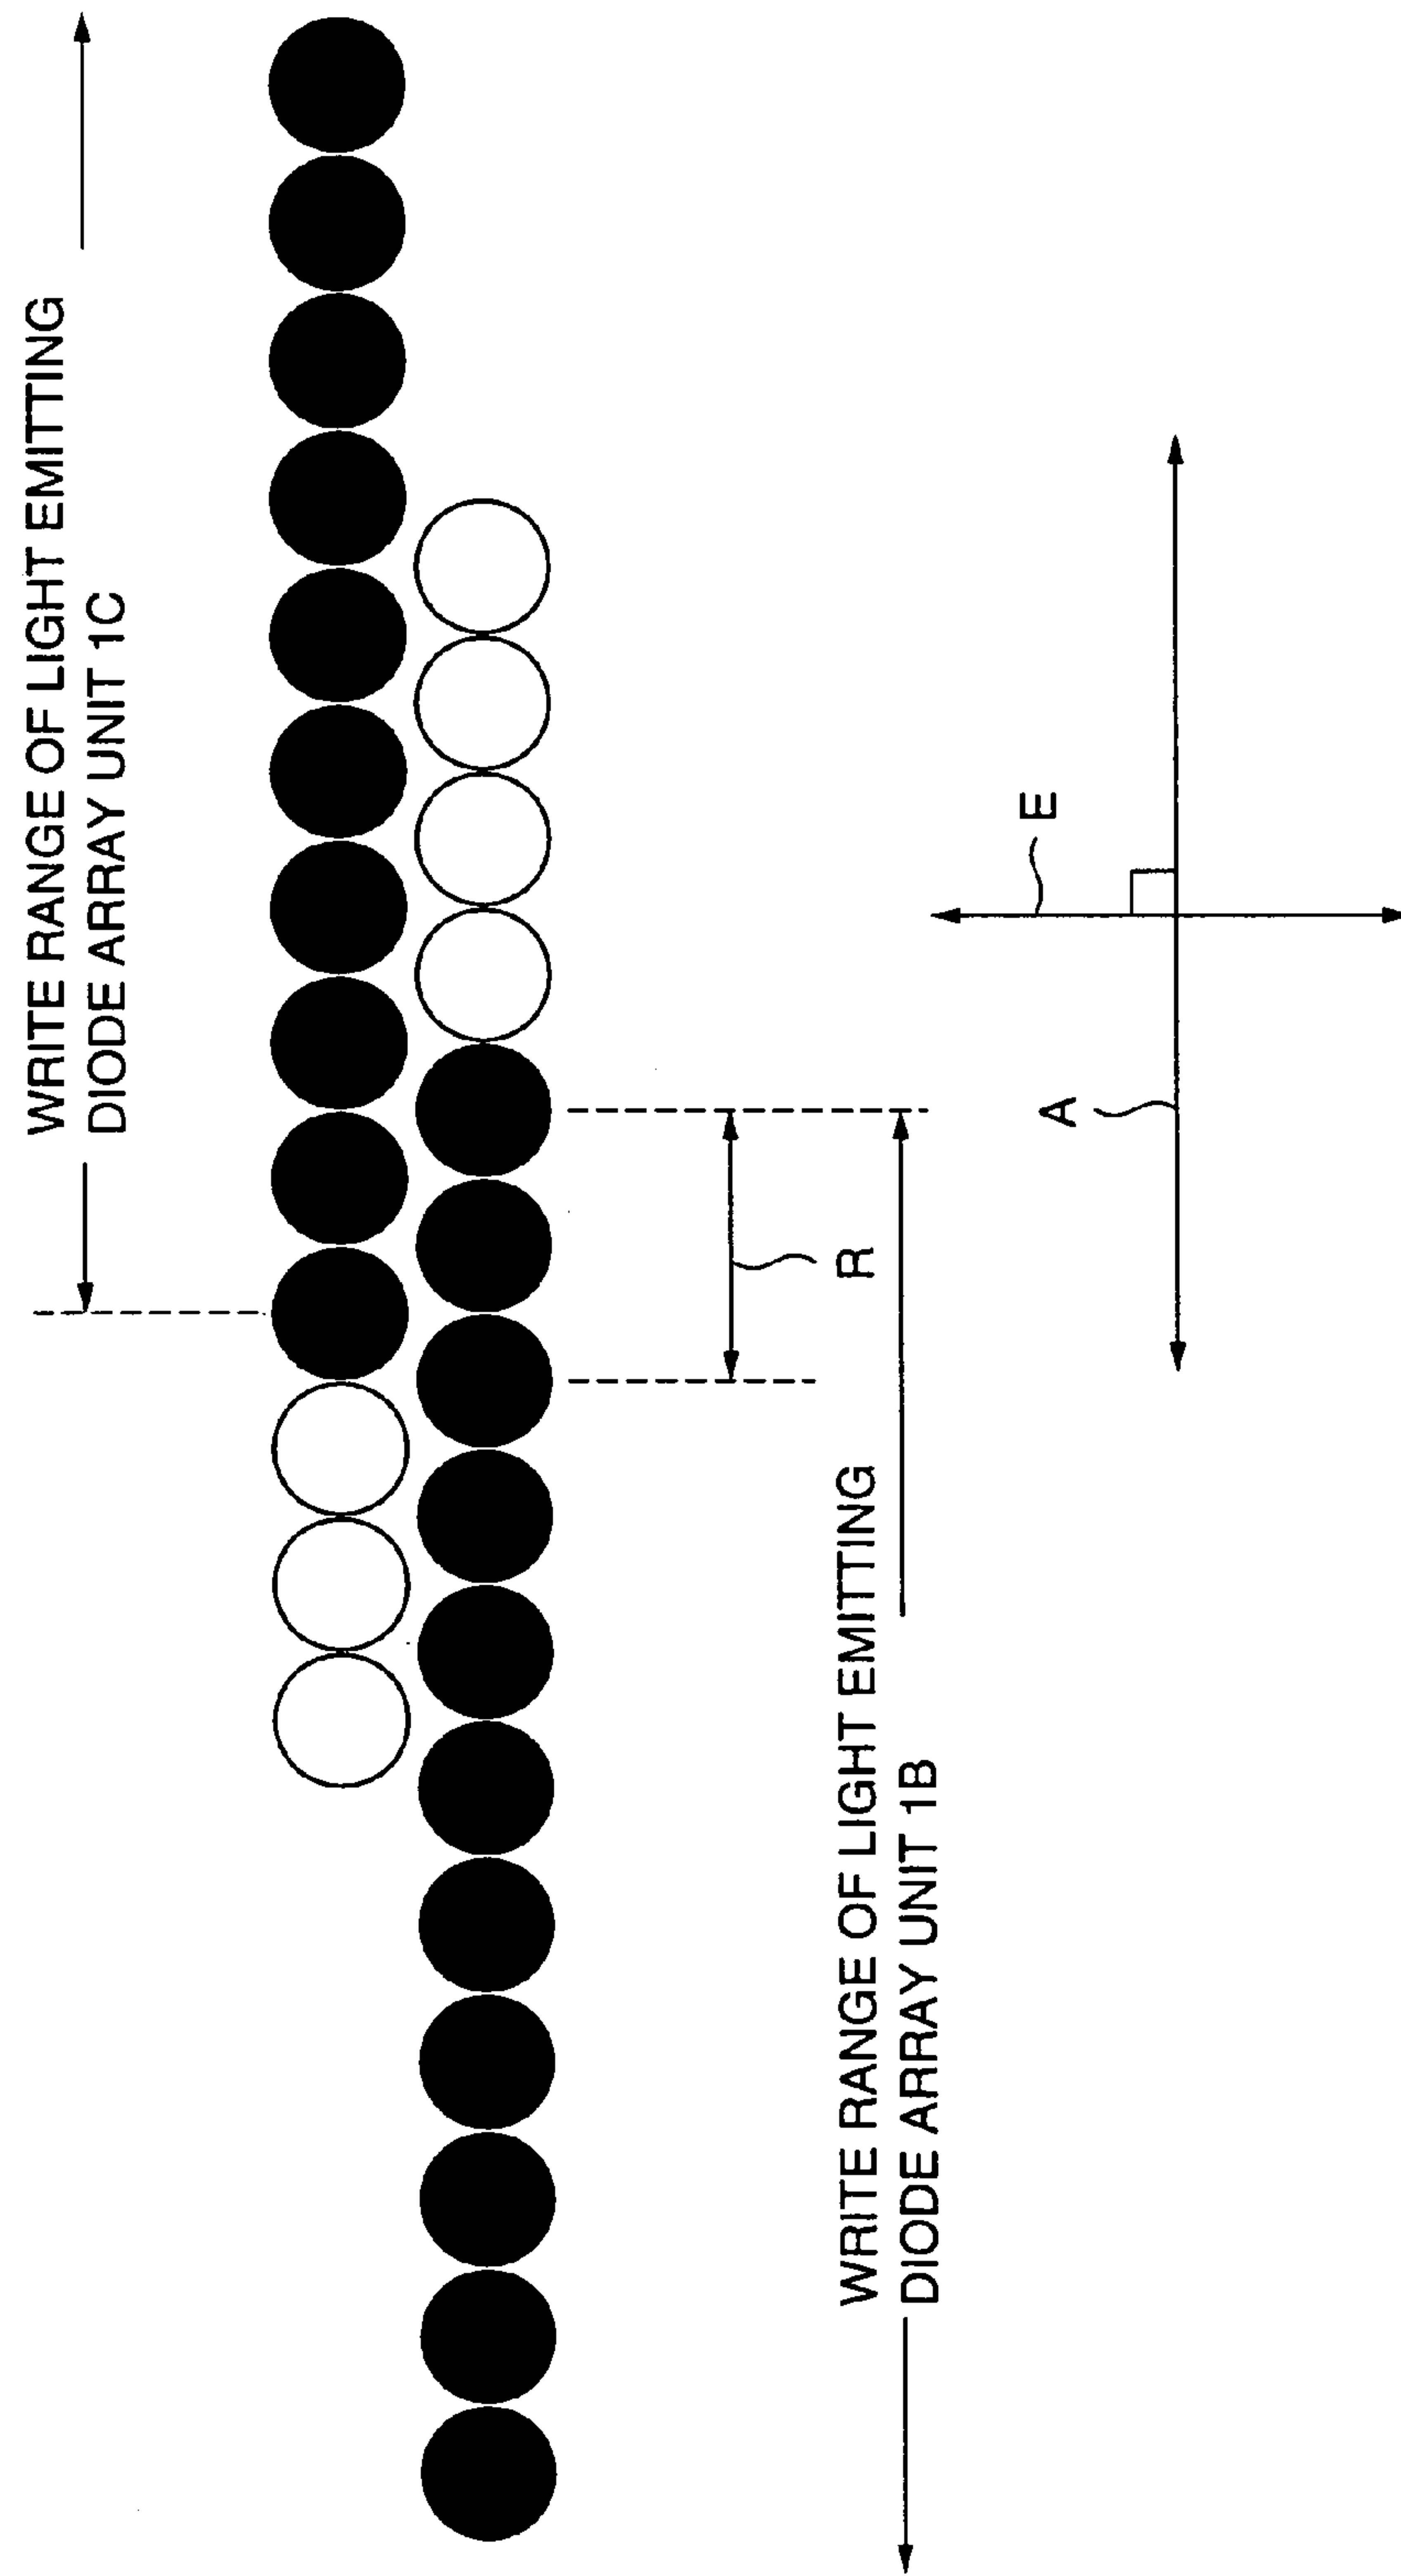 WRITE RANGE OF LIGHT EMITTING
DIODE ARRAY UNIT 1C
R
WRITE RANGE OF LIGHT EMITTING
DIODE ARRAY UNIT 1B
A
E